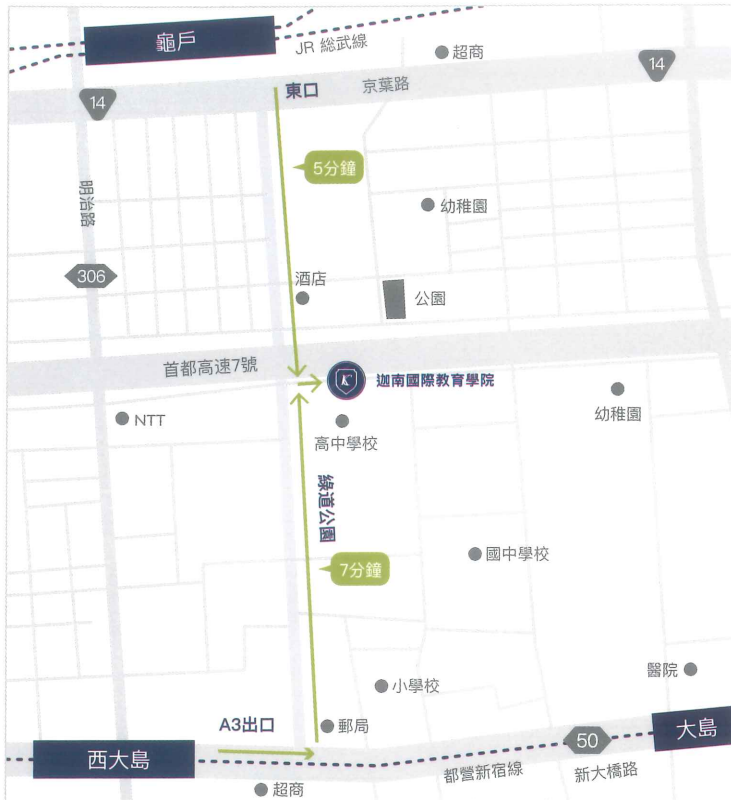 龜戶
JR 総武線
超商
14
14
東口
京葉路
5分鐘
明治路
幼稚園
306
酒店
公園
首都高速7號
迦南國際教育學院
NTT
高中學校
幼稚園
綠道公園
國中學校
7分鐘
小學校
醫院
A3出口
郵局
50
大島
西大島
都營新宿線
新大橋路
超商